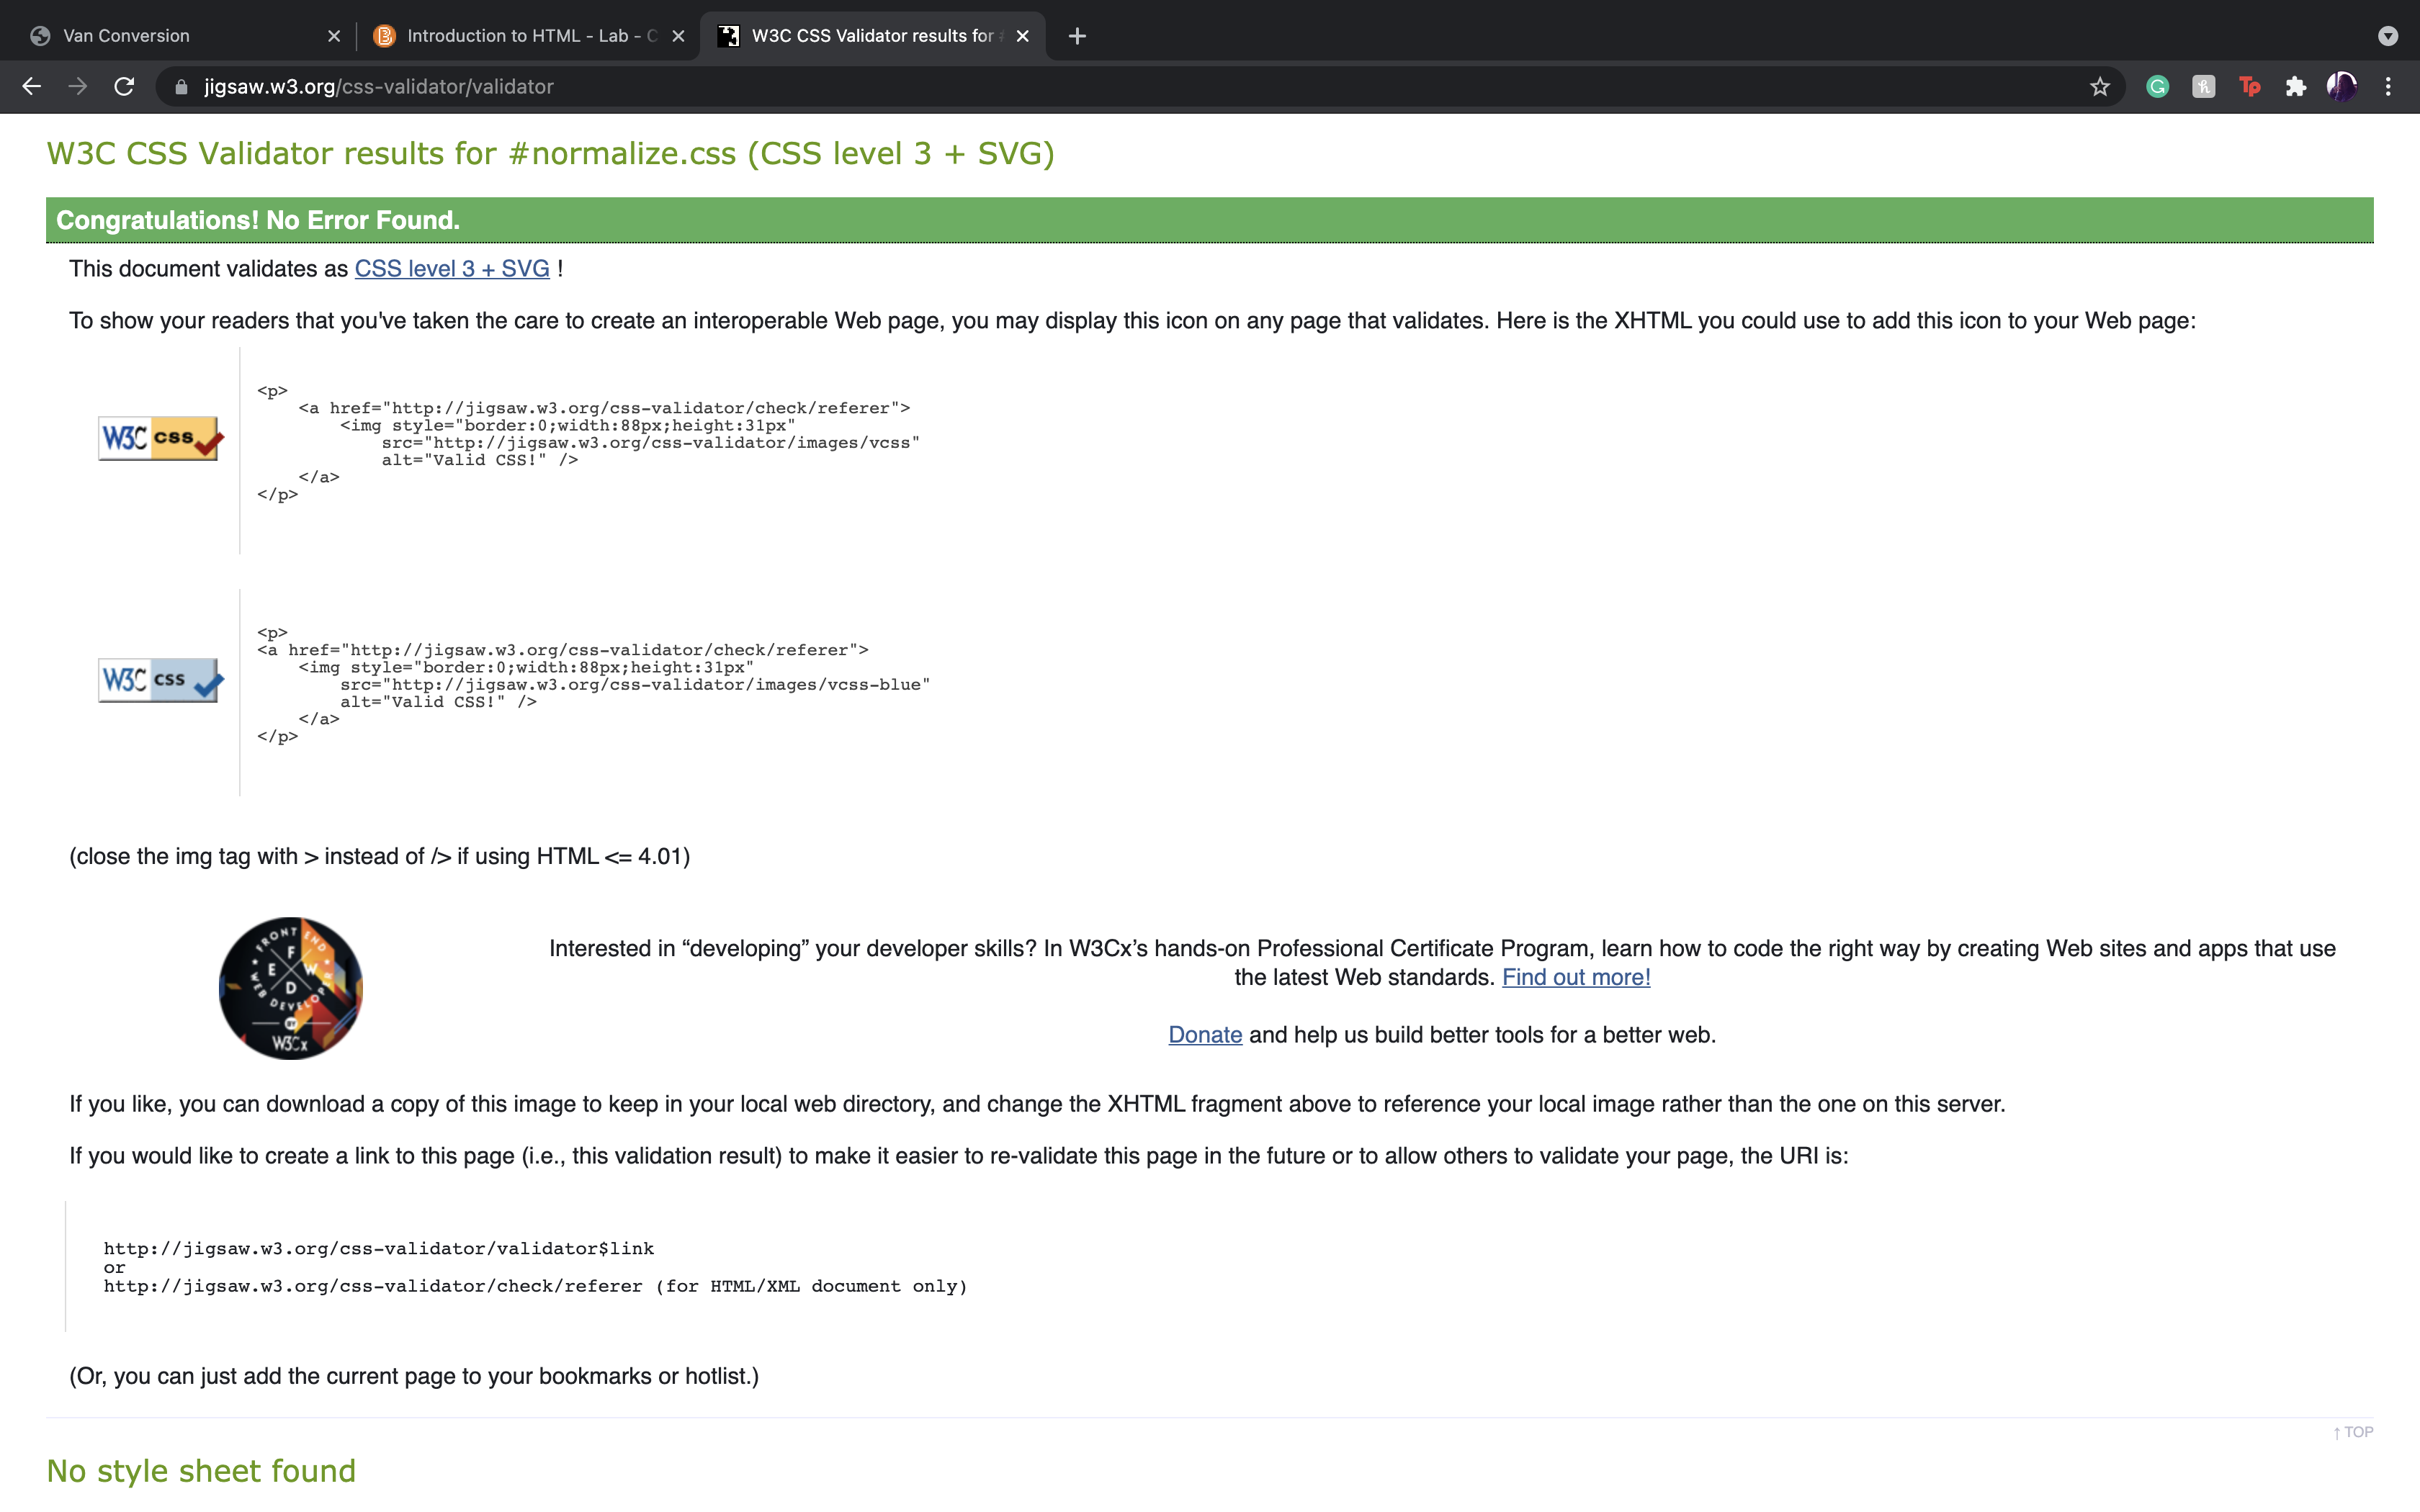 Van Conversion
Introduction to HTML - Lab - C
W3C CSS Validator results for #
jigsaw.w3.org/css-validator/validator
W3C CSS Validator results for #normalize.css (CSS level 3 + SVG)
Congratulations! No Error Found.
This document validates as CSS level 3 + SVG !
To show your readers that you've taken the care to create an interoperable Web page, you may display this icon on any page that validates. Here is the XHTML you could use to add this icon to your Web page:
W3C css
<p>
    <a href="http://jigsaw.w3.org/css-validator/check/referer">
        <img style="border:0;width:88px;height:31px"
            src="http://jigsaw.w3.org/css-validator/images/vcss"
            alt="Valid CSS!" />
    </a>
</p>
W3C css
<p>
<a href="http://jigsaw.w3.org/css-validator/check/referer">
    <img style="border:0;width:88px;height:31px"
        src="http://jigsaw.w3.org/css-validator/images/vcss-blue"
        alt="Valid CSS!" />
    </a>
</p>
(close the img tag with > instead of /> if using HTML <= 4.01)
FRONT END
F
E W
D
WEB DEVELOPER
BY
W3Cx
Interested in “developing” your developer skills? In W3Cx’s hands-on Professional Certificate Program, learn how to code the right way by creating Web sites and apps that use
the latest Web standards. Find out more!
Donate and help us build better tools for a better web.
If you like, you can download a copy of this image to keep in your local web directory, and change the XHTML fragment above to reference your local image rather than the one on this server.
If you would like to create a link to this page (i.e., this validation result) to make it easier to re-validate this page in the future or to allow others to validate your page, the URI is:
http://jigsaw.w3.org/css-validator/validator$link
or
http://jigsaw.w3.org/css-validator/check/referer (for HTML/XML document only)
(Or, you can just add the current page to your bookmarks or hotlist.)
↑ TOP
No style sheet found